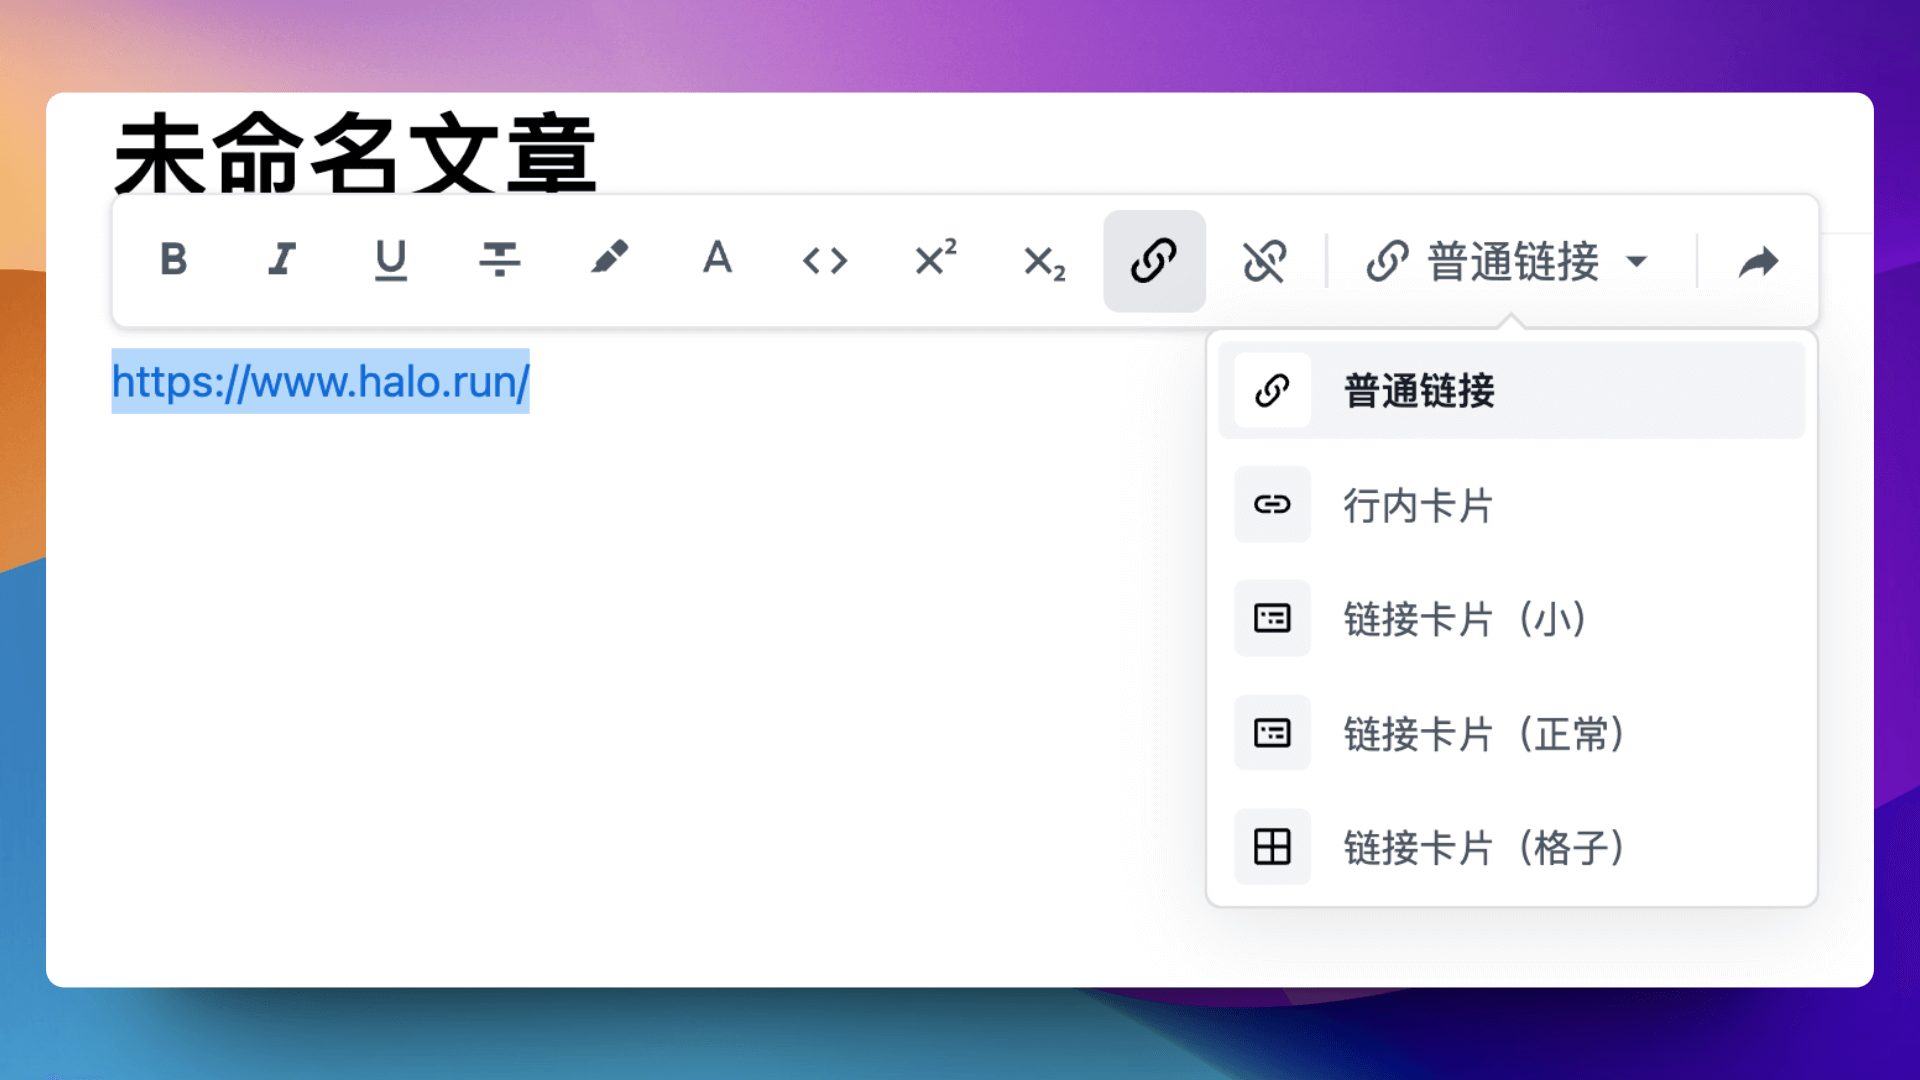 未命名文章
B I U T A <> x² x₂ 普通链接
https://www.halo.run/
普通链接
行内卡片
链接卡片（小）
链接卡片（正常）
链接卡片（格子）